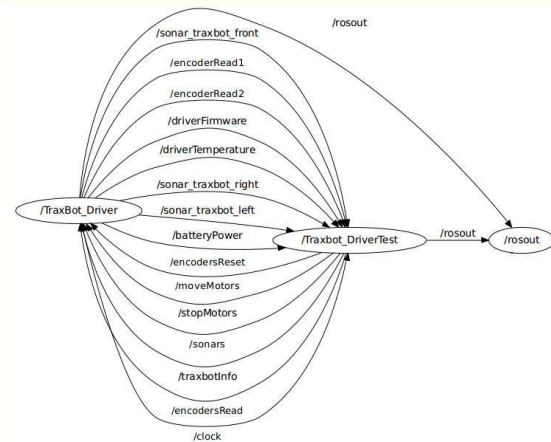 /rosout
/sonar_traxbot_front
/encoderRead1
/encoderRead2
/driverFirmware
/driverTemperature
/sonar_traxbot_right
/TraxBot_Driver
/sonar_traxbot_left
/batteryPower
/Traxbot_DriverTest
/rosout
/rosout
/encodersReset
/moveMotors
/stopMotors
/sonars
/traxbotInfo
/encodersRead
/clock